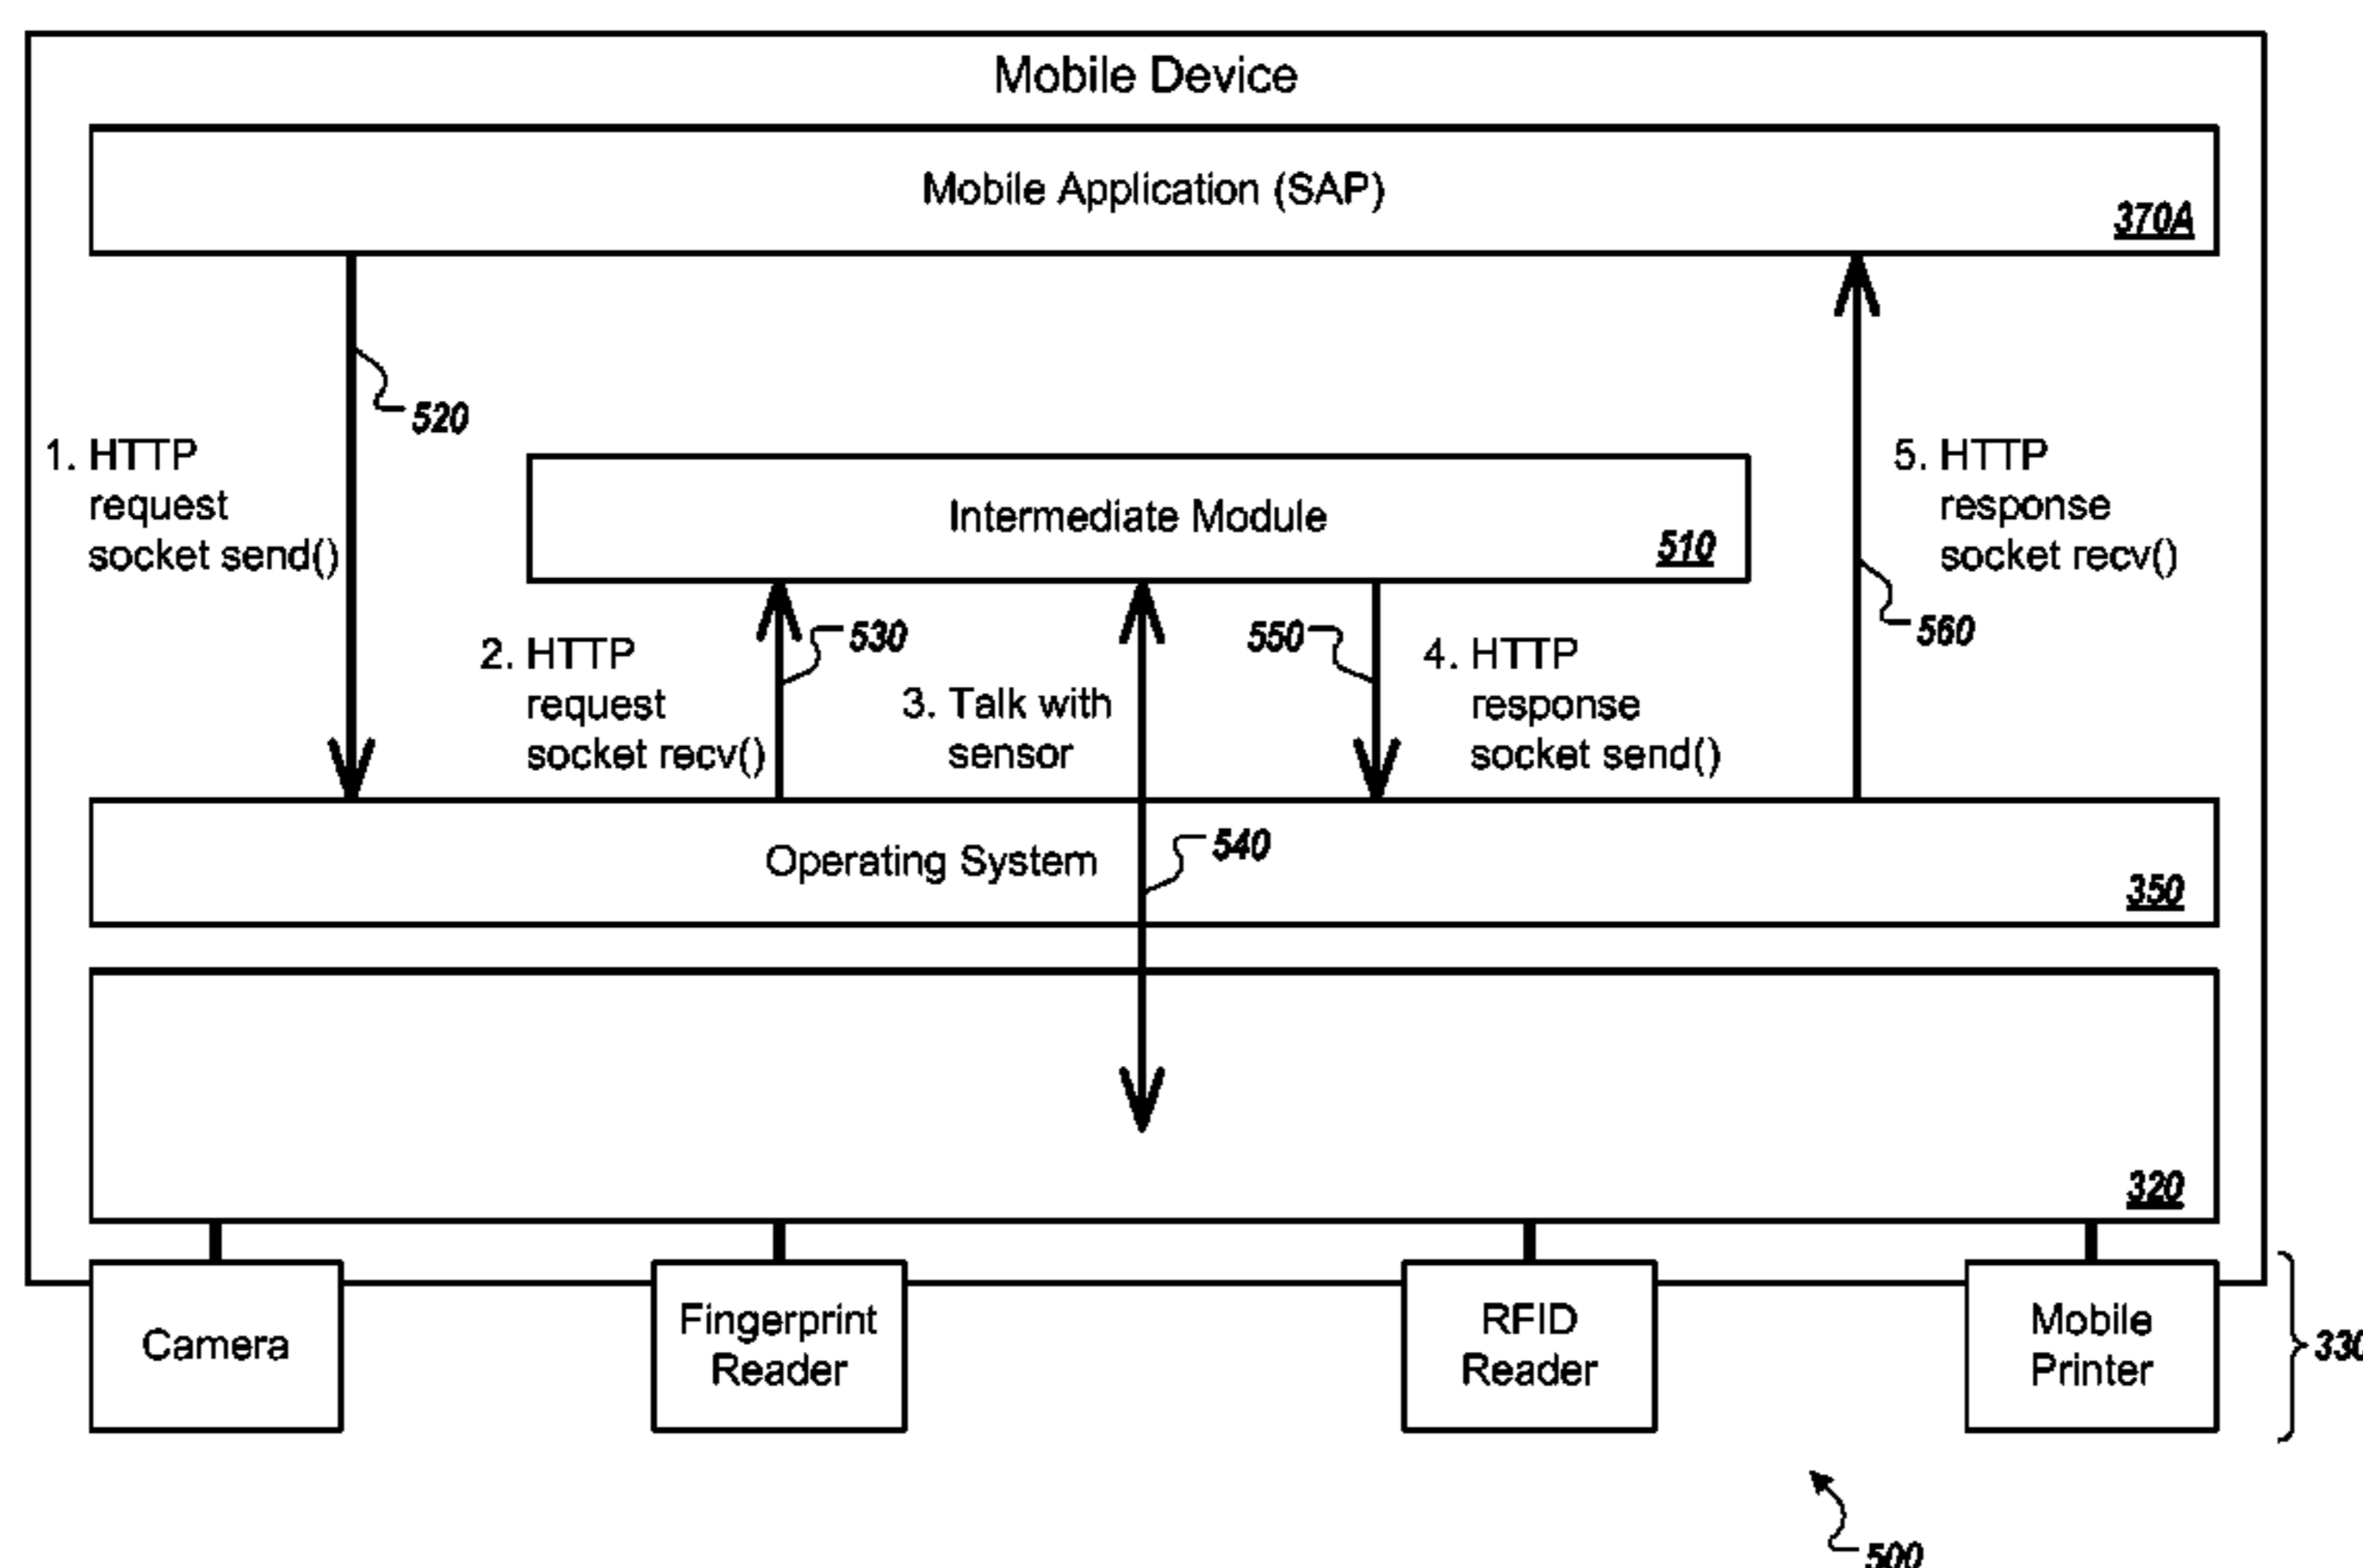 Mobile Device
Mobile Application (SAP)
370A
520
1. HTTP
request
socket send()
Intermediate Module
510
5. HTTP
response
socket recv()
560
2. HTTP
request
socket recv()
530
3. Talk with
sensor
550
4. HTTP
response
socket send()
Operating System
540
350
320
Camera
Fingerprint
Reader
RFID
Reader
Mobile
Printer
330
500